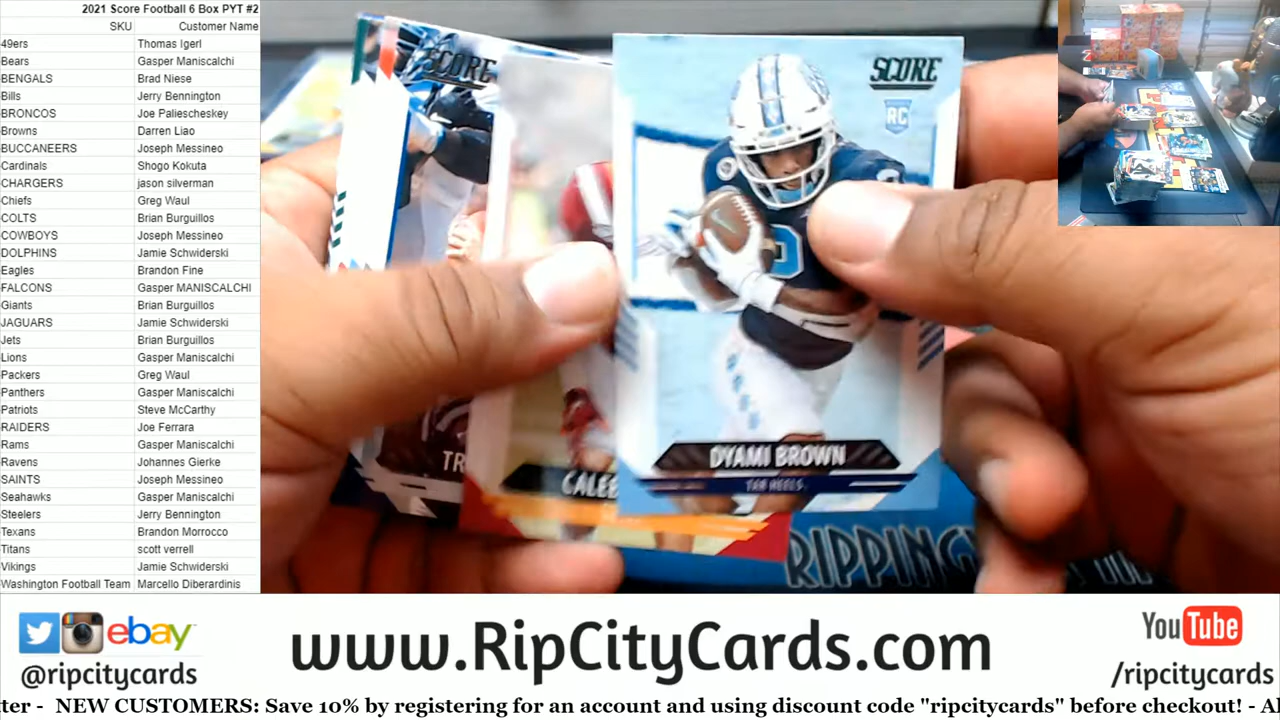 2021 Score Football 6 Box PYT #2
SKU Customer Name
49ers Thomas Igerl
Bears Gasper Maniscalchi
BENGALS Brad Niese
Bills Jerry Bennington
BRONCOS Joe Paliescheskey
Browns Darren Liao
BUCCANEERS Joseph Messineo
Cardinals Shogo Kokuta
CHARGERS jason silverman
Chiefs Greg Waul
COLTS Brian Burguillos
COWBOYS Joseph Messineo
DOLPHINS Jamie Schwiderski
Eagles Brandon Fine
FALCONS Gasper MANISCALCHI
Giants Brian Burguillos
JAGUARS Jamie Schwiderski
Jets Brian Burguillos
Lions Gasper Maniscalchi
Packers Greg Waul
Panthers Gasper Maniscalchi
Patriots Steve McCarthy
RAIDERS Joe Ferrara
Rams Gasper Maniscalchi
Ravens Johannes Gierke
SAINTS Joseph Messineo
Seahawks Gasper Maniscalchi
Steelers Jerry Bennington
Texans Brandon Morrocco
Titans scott verrell
Vikings Jamie Schwiderski
Washington Football Team Marcello Diberardinis
SCORE
SCORE
RC
DYAMI BROWN
TAR HEELS
CALEB
TR
RIPPING
ebay
@ripcitycards
www.RipCityCards.com
YouTube
/ripcitycards
ter - NEW CUSTOMERS: Save 10% by registering for an account and using discount code "ripcitycards" before checkout! - Al